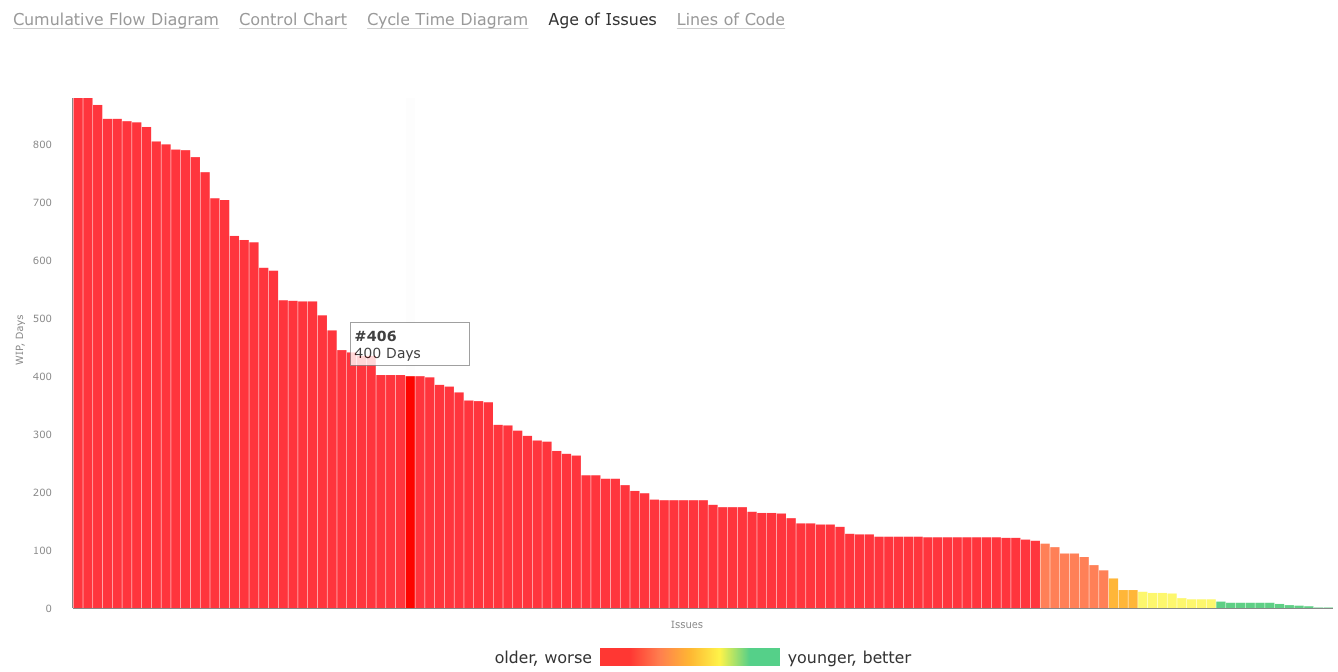 Cumulative Flow Diagram Control Chart Cycle Time Diagram Age of Issues Lines of Code
800
700
600
500
400
300
200
100
0
WIP, Days
#406
400 Days
Issues
older, worse younger, better